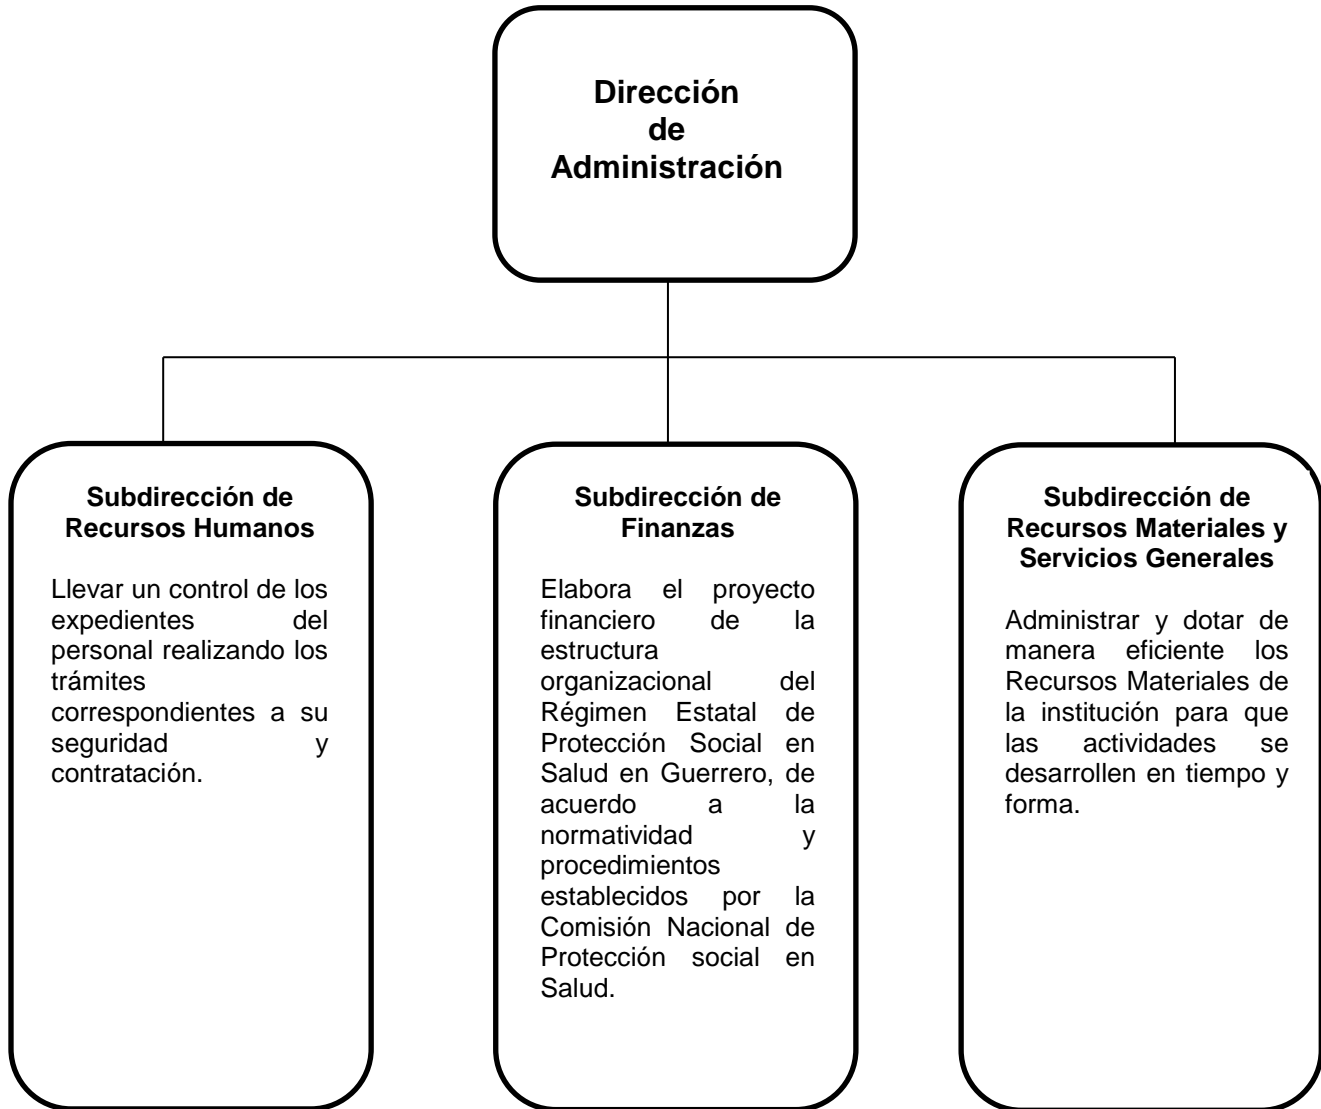 Dirección
de
Administración
Subdirección de
Recursos Humanos
Llevar un control de los
expedientes del
personal realizando los
trámites
correspondientes a su
seguridad y
contratación.
Subdirección de
Finanzas
Elabora el proyecto
financiero de la
estructura
organizacional del
Régimen Estatal de
Protección Social en
Salud en Guerrero, de
acuerdo a la
normatividad y
procedimientos
establecidos por la
Comisión Nacional de
Protección social en
Salud.
Subdirección de
Recursos Materiales y
Servicios Generales
Administrar y dotar de
manera eficiente los
Recursos Materiales de
la institución para que
las actividades se
desarrollen en tiempo y
forma.